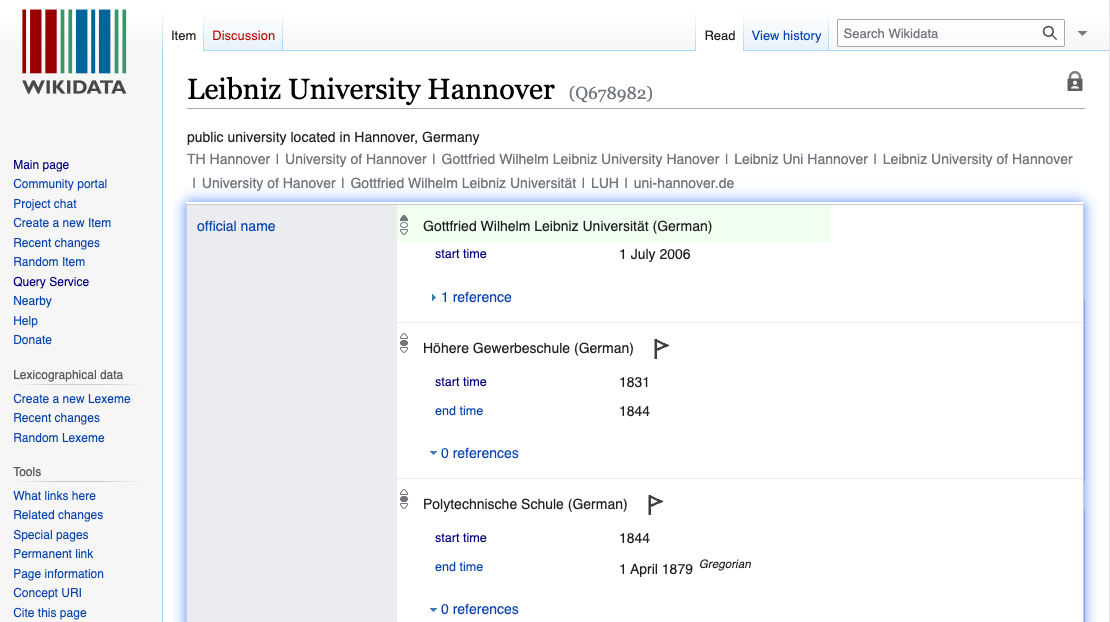 WIKIDATA
Main page
Community portal
Project chat
Create a new Item
Recent changes
Random Item
Query Service
Nearby
Help
Donate
Lexicographical data
Create a new Lexeme
Recent changes
Random Lexeme
Tools
What links here
Related changes
Special pages
Permanent link
Page information
Concept URI
Cite this page
Item Discussion Read View history Search Wikidata
Leibniz University Hannover (Q678982)
public university located in Hannover, Germany
TH Hannover | University of Hannover | Gottfried Wilhelm Leibniz University Hanover | Leibniz Uni Hannover | Leibniz University of Hannover
| University of Hanover | Gottfried Wilhelm Leibniz Universität | LUH | uni-hannover.de
official name
Gottfried Wilhelm Leibniz Universität (German)
start time 1 July 2006
1 reference
Höhere Gewerbeschule (German)
start time 1831
end time 1844
0 references
Polytechnische Schule (German)
start time 1844
end time 1 April 1879 Gregorian
0 references